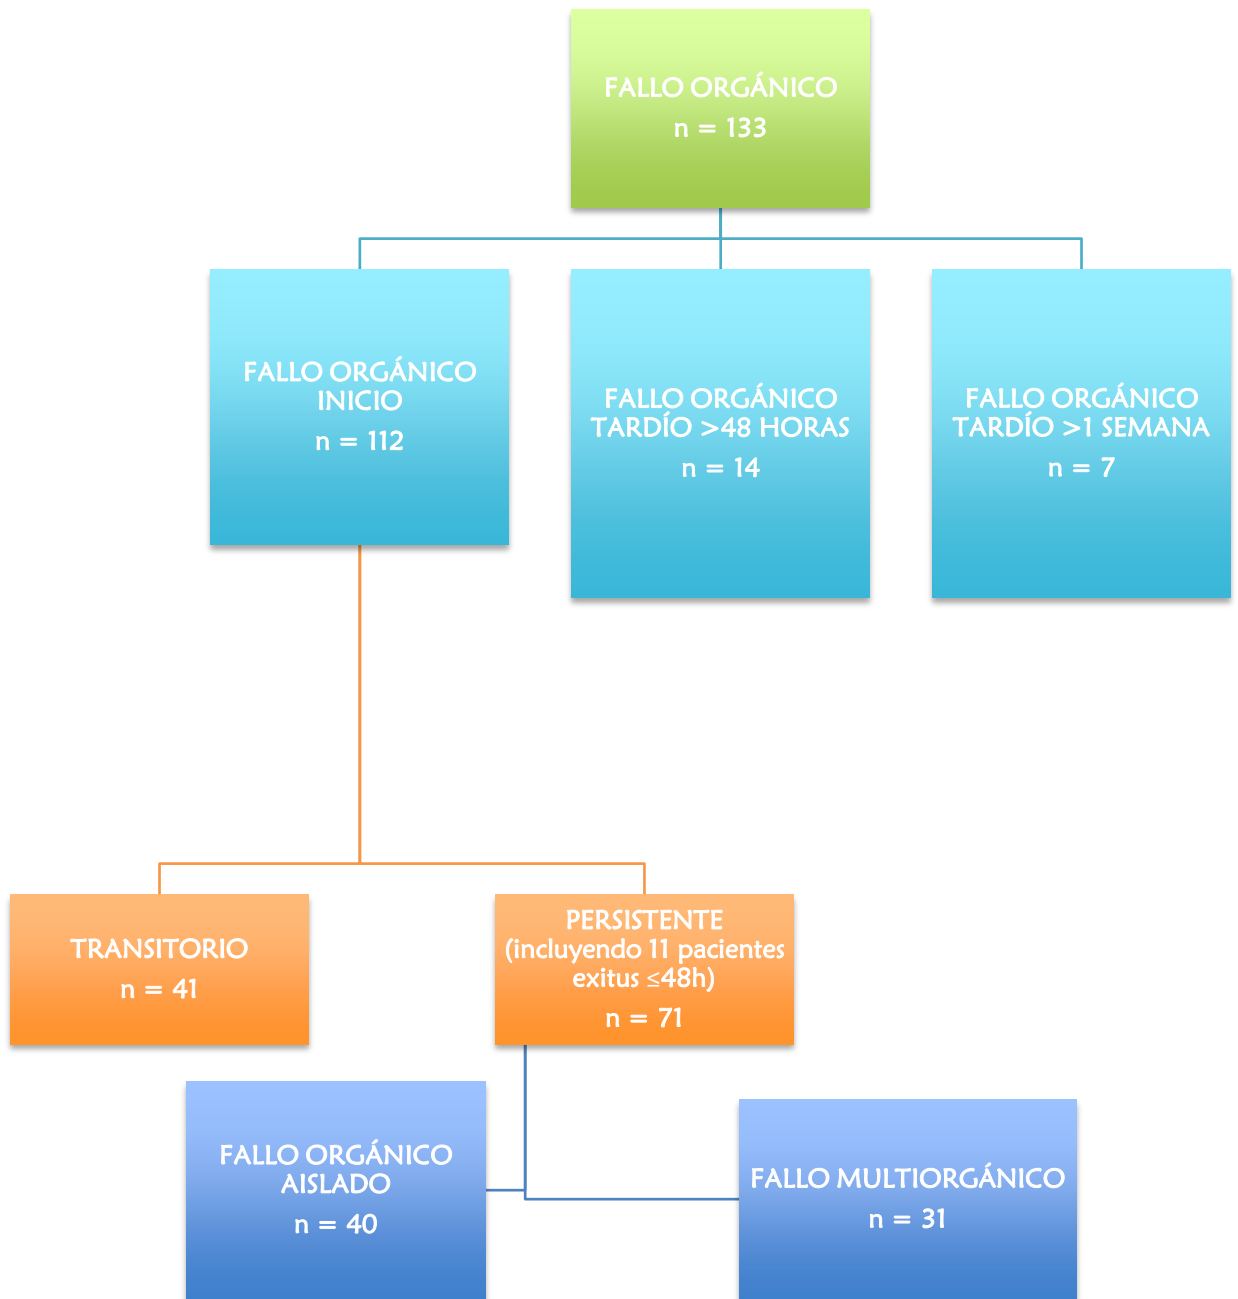 FALLO ORGÁNICO
n = 133
FALLO ORGÁNICO
INICIO
n = 112
FALLO ORGÁNICO
TARDÍO >48 HORAS
n = 14
FALLO ORGÁNICO
TARDÍO >1 SEMANA
n = 7
TRANSITORIO
n = 41
PERSISTENTE
(incluyendo 11 pacientes
exitus ≤48h)
n = 71
FALLO ORGÁNICO
AISLADO
n = 40
FALLO MULTIORGÁNICO
n = 31